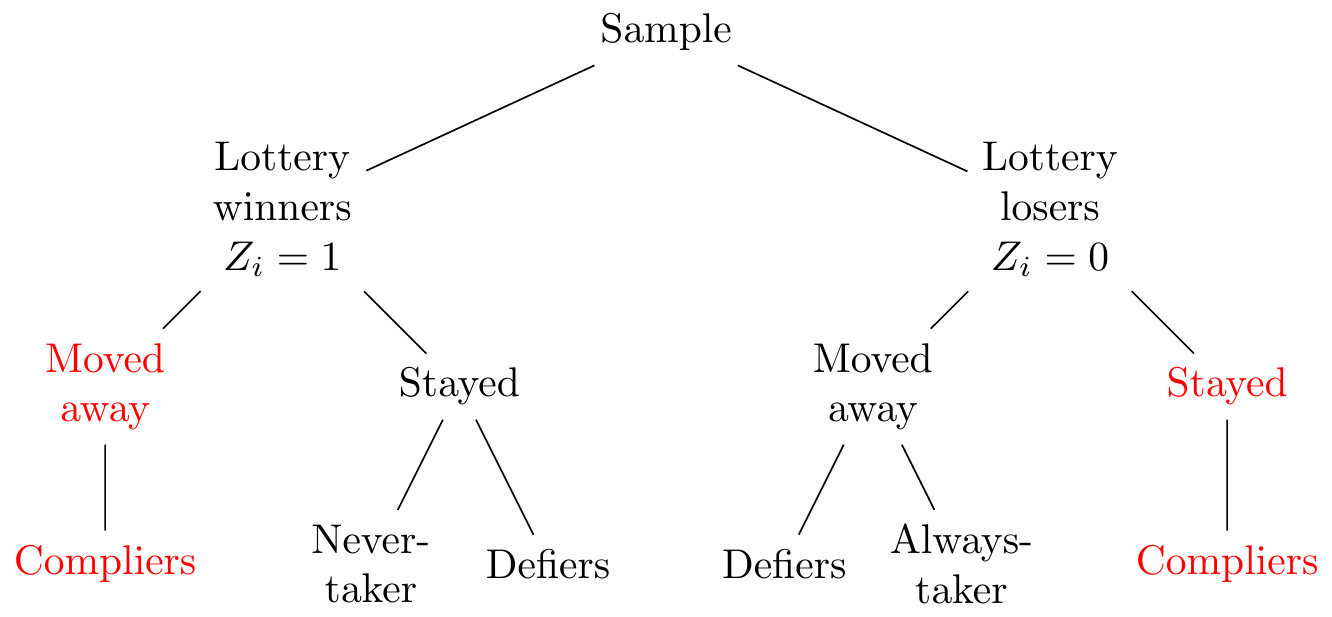 Sample
Lottery
winners
Z_i = 1
Lottery
losers
Z_i = 0
Moved
away
Stayed
Moved
away
Stayed
Compliers
Never-
taker
Defiers
Defiers
Always-
taker
Compliers